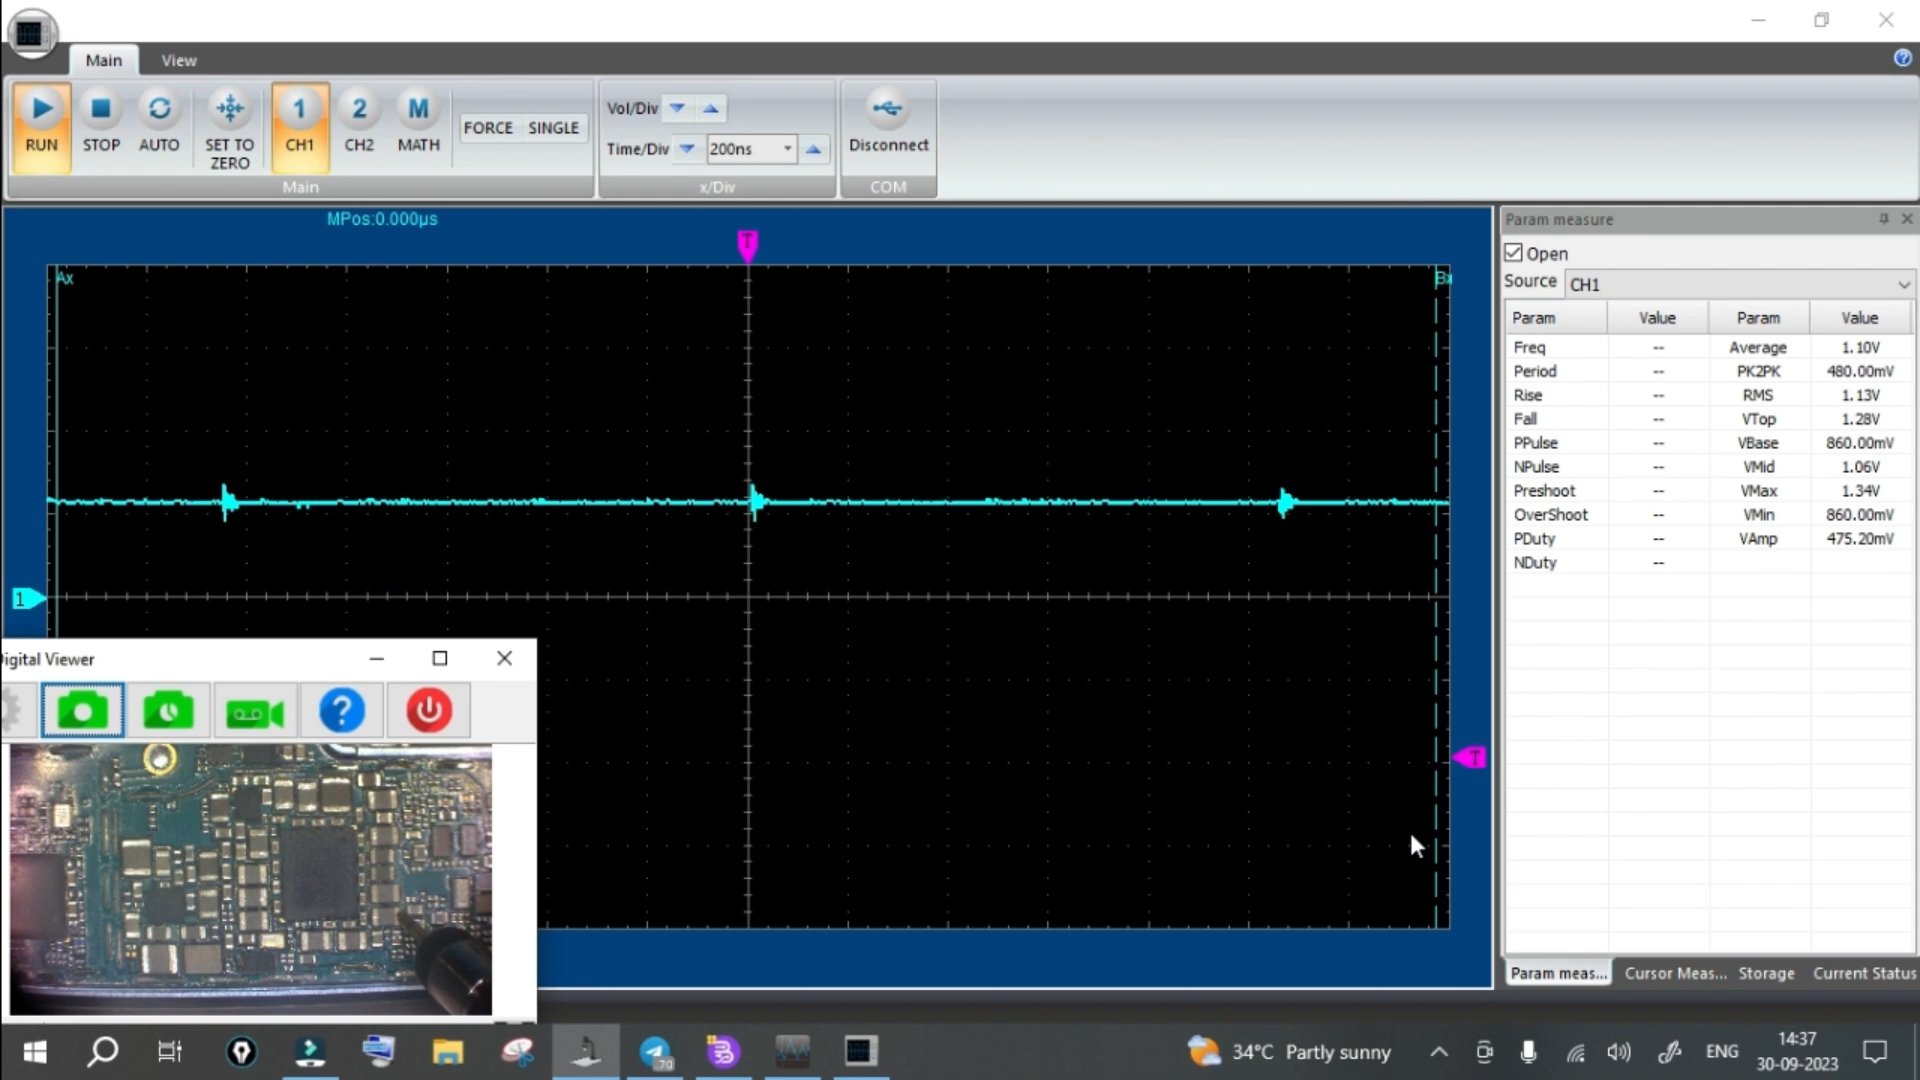 Main View
RUN STOP AUTO SET TO ZERO
1 CH1 2 CH2 M MATH
FORCE SINGLE
Vol/Div
Time/Div 200ns
Disconnect
Main x/Div COM
MPos:0.000µs
T
Ax
Bx
1
T
Param measure
Open
Source CH1
Param Value Param Value
Freq -- Average 1.10V
Period -- PK2PK 480.00mV
Rise -- RMS 1.13V
Fall -- VTop 1.28V
PPulse -- VBase 860.00mV
NPulse -- VMid 1.06V
Preshoot -- VMax 1.34V
OverShoot -- VMin 860.00mV
PDuty -- VAmp 475.20mV
NDuty --
Param meas... Cursor Meas... Storage Current Status
igital Viewer
70
34°C Partly sunny
ENG
14:37
30-09-2023